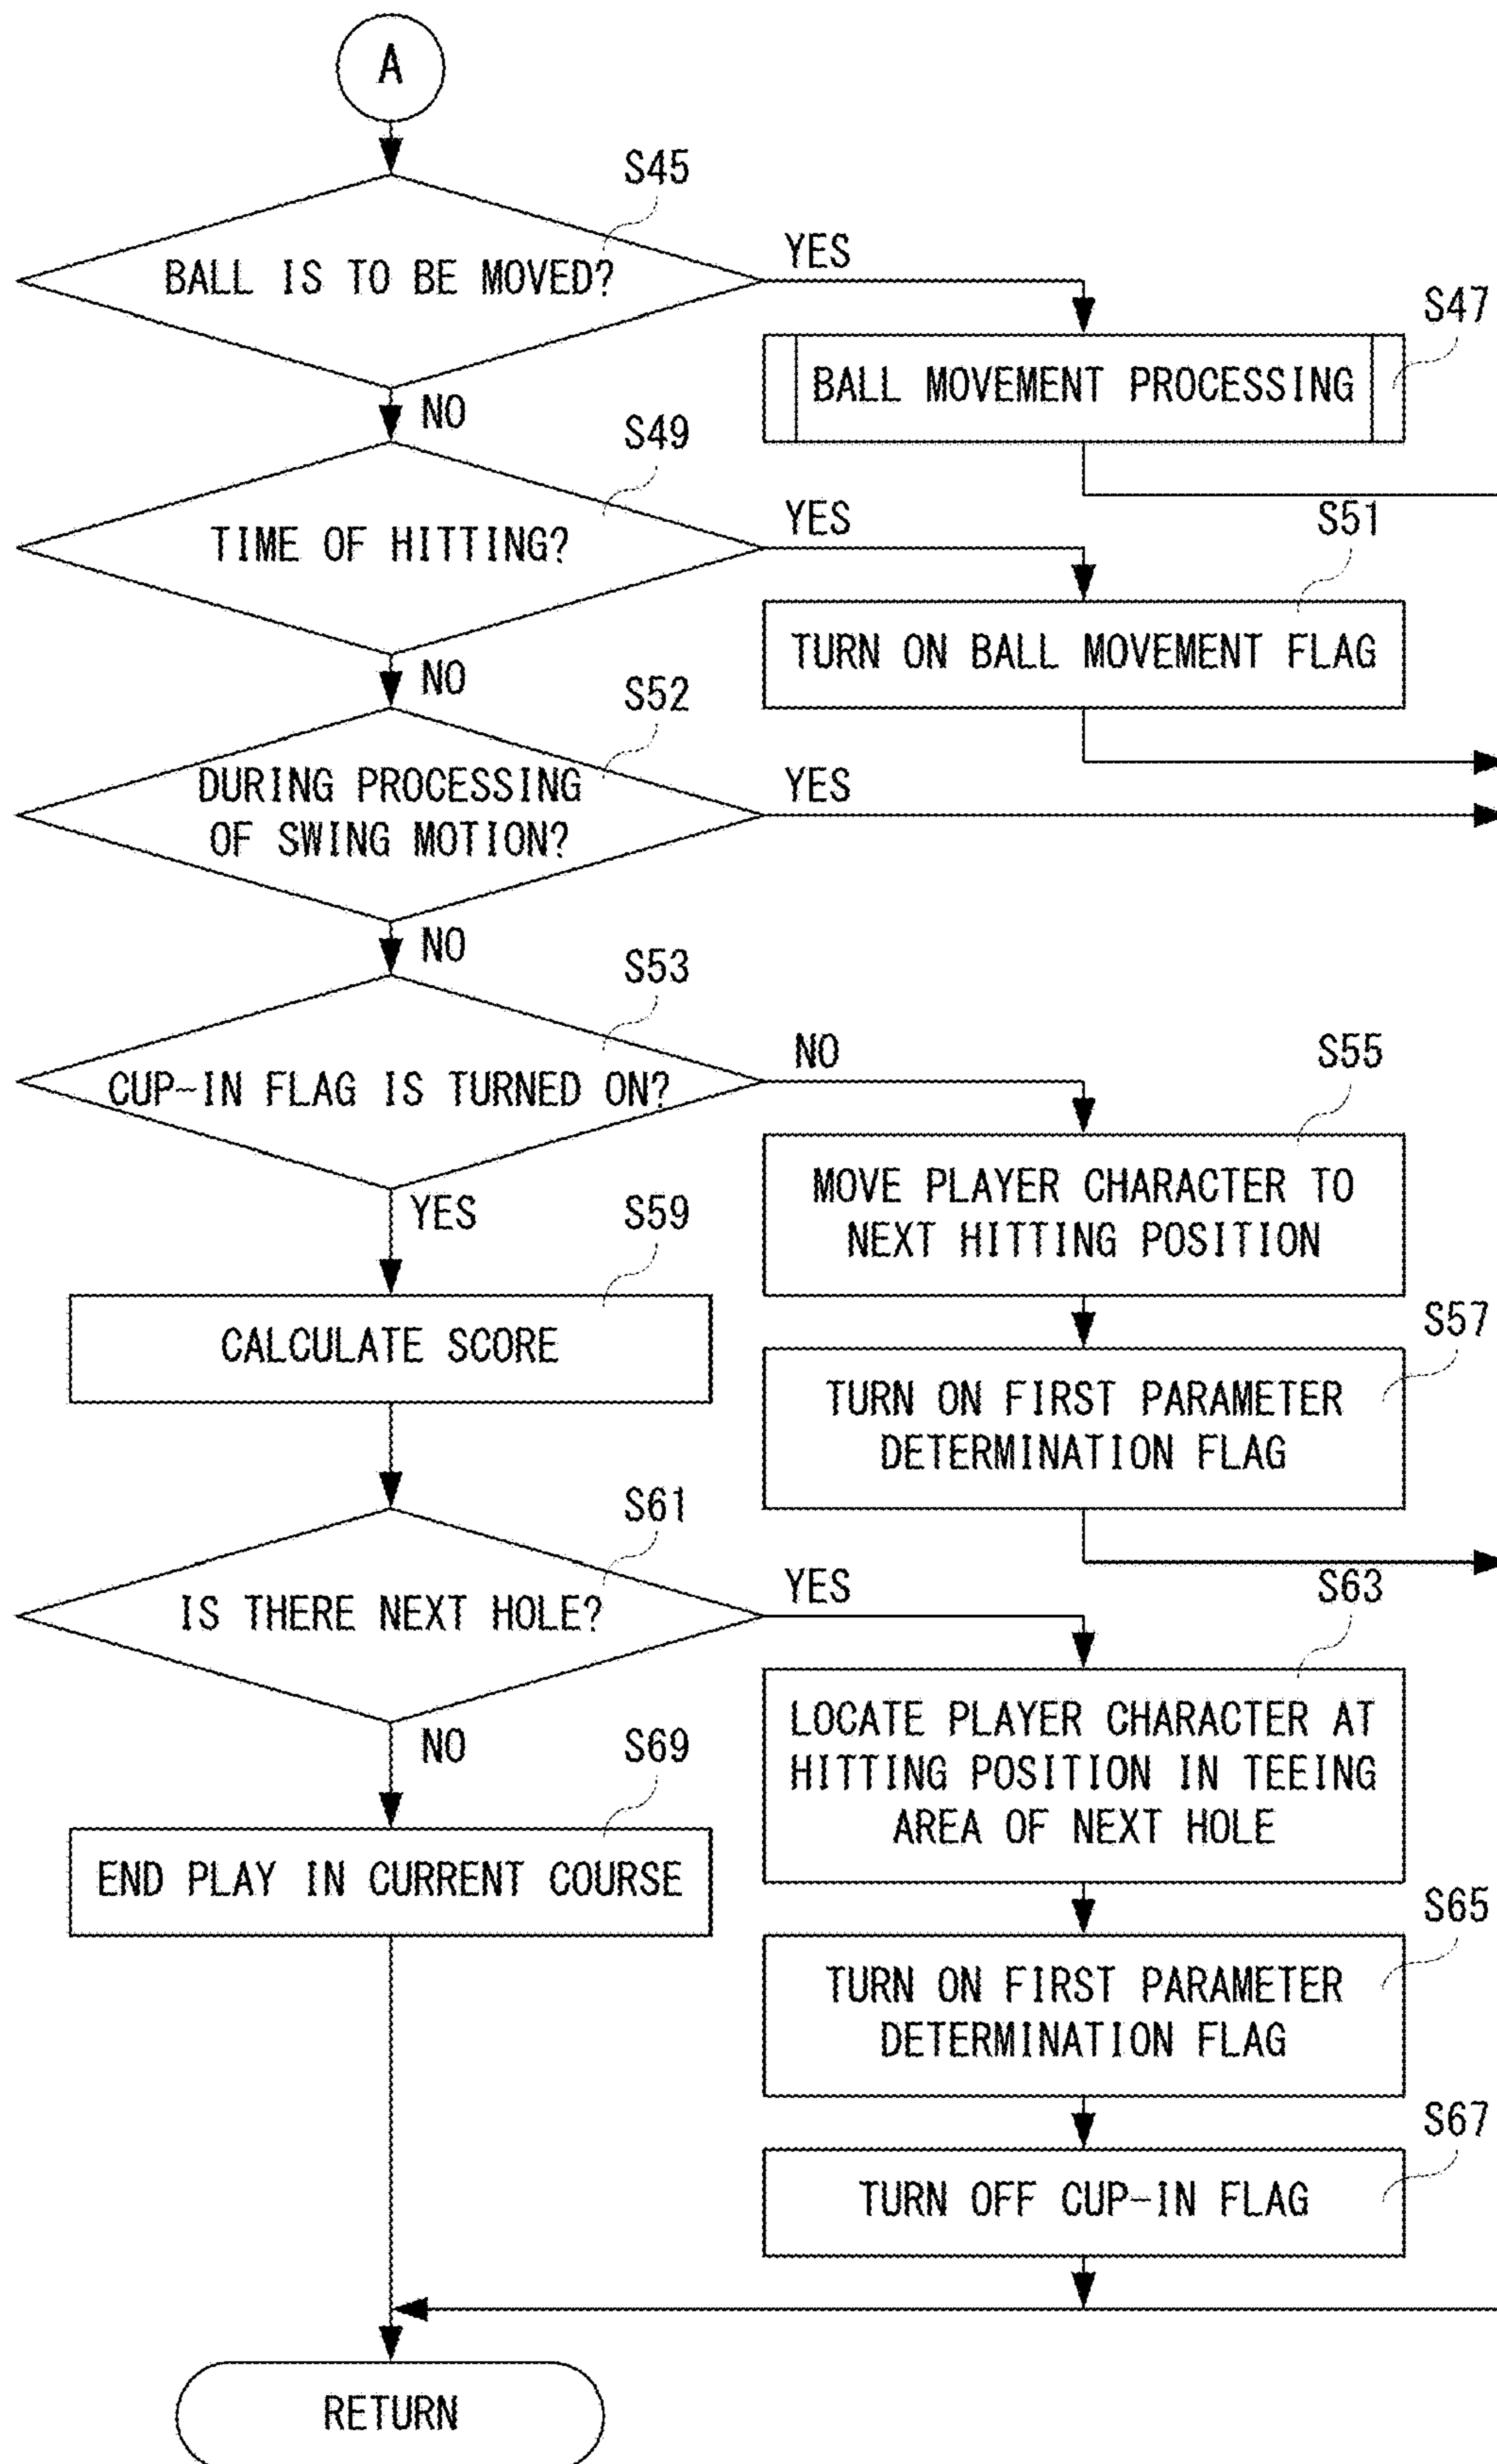 A
S45
BALL IS TO BE MOVED?
YES
S47
BALL MOVEMENT PROCESSING
NO
S49
TIME OF HITTING?
YES
S51
TURN ON BALL MOVEMENT FLAG
NO
S52
DURING PROCESSING
OF SWING MOTION?
YES
NO
S53
CUP-IN FLAG IS TURNED ON?
NO
S55
MOVE PLAYER CHARACTER TO
NEXT HITTING POSITION
YES
S59
CALCULATE SCORE
S57
TURN ON FIRST PARAMETER
DETERMINATION FLAG
S61
IS THERE NEXT HOLE?
YES
S63
LOCATE PLAYER CHARACTER AT
HITTING POSITION IN TEEING
AREA OF NEXT HOLE
NO
S69
END PLAY IN CURRENT COURSE
S65
TURN ON FIRST PARAMETER
DETERMINATION FLAG
S67
TURN OFF CUP-IN FLAG
RETURN